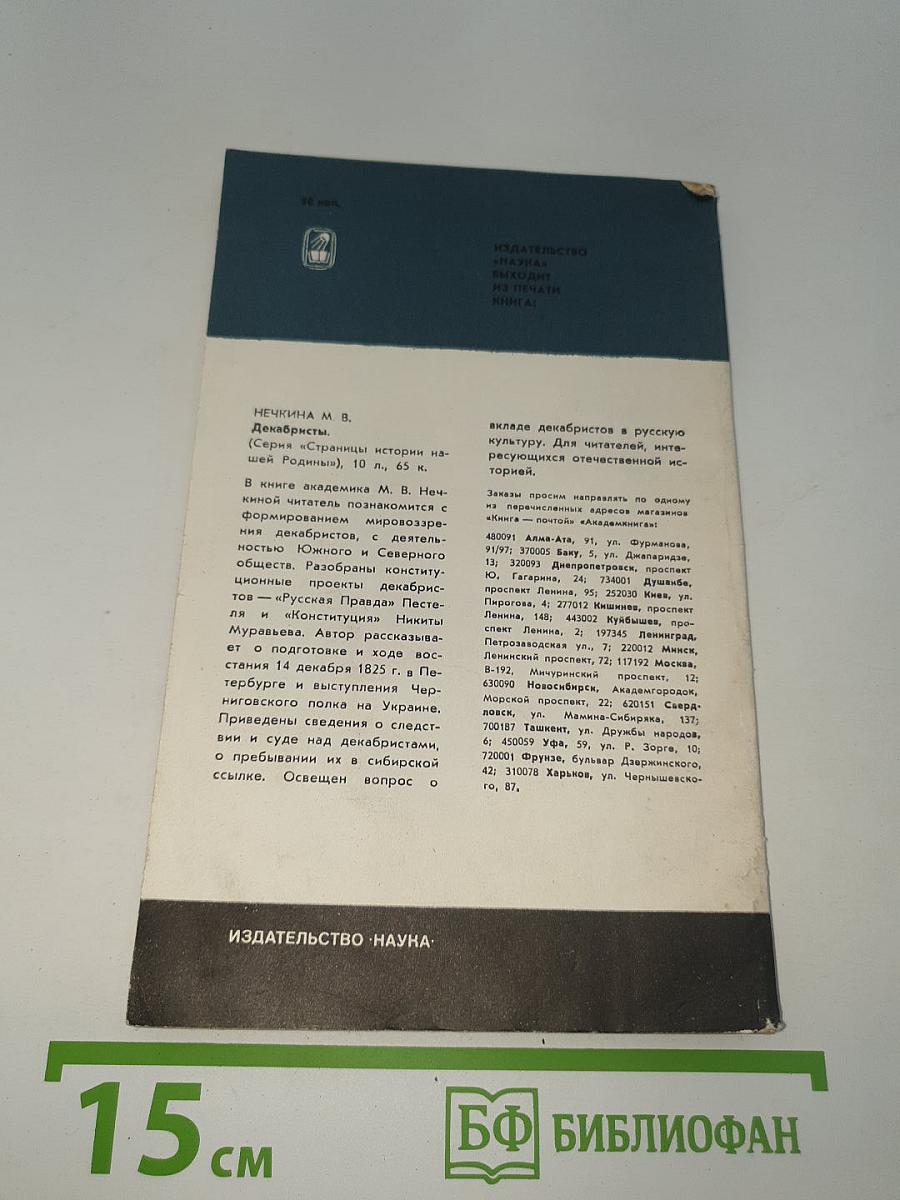 коп.
ИЗДАТЕЛЬСТВО
«НАУКА»
ВЫХОДИТ
ИЗ ПЕЧАТИ
КНИГА:
НЕЧКИНА М. В.
Декабристы.
(Серия «Страницы истории на-
шей Родины»), 10 л., 65 к.
В книге академика М. В. Неч-
киной читатель познакомится с
формированием мировоззре-
ния декабристов, с деятель-
ностью Южного и Северного
обществ. Разобраны конститу-
ционные проекты декабрис-
тов — «Русская Правда» Песте-
ля и «Конституция» Никиты
Муравьева. Автор рассказыва-
ет о подготовке и ходе вос-
стания 14 декабря 1825 г. в Пе-
тербурге и выступления Чер-
ниговского полка на Украине.
Приведены сведения о следст-
вии и суде над декабристами,
о пребывании их в сибирской
ссылке. Освещен вопрос о
вкладе декабристов в русскую
культуру. Для читателей, инте-
ресующихся отечественной ис-
торией.
Заказы просим направлять по одному
из перечисленных адресов магазинов
«Книга — почтой» «Академкнига»:
480091 Алма-Ата, 91, ул. Фурманова,
91/97; 370005 Баку, 5, ул. Джапаридзе,
13; 320093 Днепропетровск, проспект
Ю. Гагарина, 24; 734001 Душанбе,
проспект Ленина, 95; 252030 Киев, ул.
Пирогова, 4; 277012 Кишинев, проспект
Ленина, 148; 443002 Куйбышев, про-
спект Ленина, 2; 197345 Ленинград,
Петрозаводская ул., 7; 220012 Минск,
Ленинский проспект, 72; 117192 Москва,
В-192, Мичуринский проспект, 12;
630090 Новосибирск, Академгородок,
Морской проспект, 22; 620151 Сверд-
ловск, ул. Мамина-Сибиряка, 137;
700187 Ташкент, ул. Дружбы народов,
6; 450059 Уфа, 59, ул. Р. Зорге, 10;
720001 Фрунзе, бульвар Дзержинского,
42; 310078 Харьков, ул. Чернышевско-
го, 87.
ИЗДАТЕЛЬСТВО ·НАУКА·
15 см
БФ БИБЛИОФАН